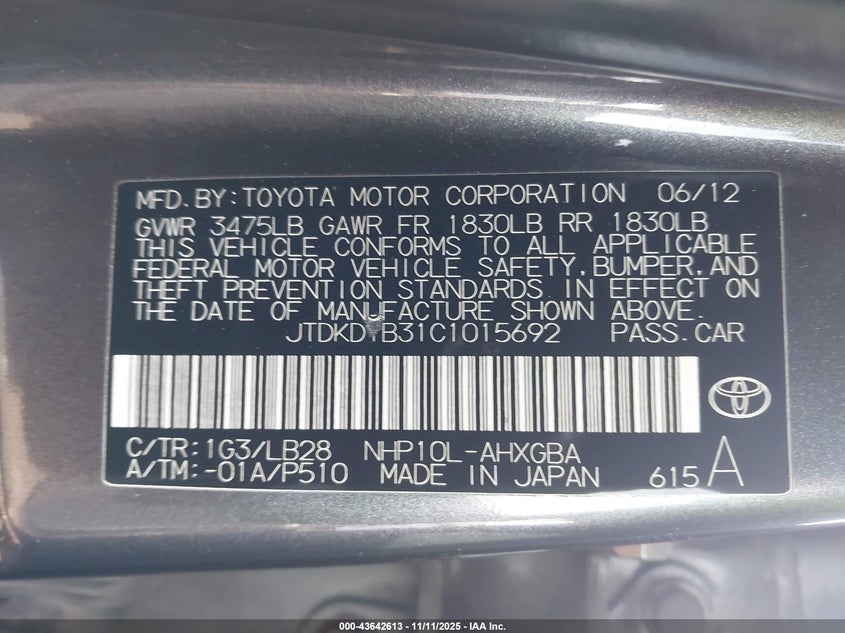 MFD.BY:TOYOTA MOTOR CORPORATION 06/12
GVWR 3475LB GAWR FR 1830LB RR 1830LB
THIS VEHICLE CONFORMS TO ALL APPLICABLE
FEDERAL MOTOR VEHICLE SAFETY,BUMPER,AND
THEFT PREVENTION STANDARDS IN EFFECT ON
THE DATE OF MANUFACTURE SHOWN ABOVE.
JTDKDTB31C1015692 PASS.CAR
C/TR:1G3/LB28 NHP10L-AHXGBA
A/TM:-01A/P510 MADE IN JAPAN 615 A
000-43642613 - 11/11/2025 - IAA Inc.